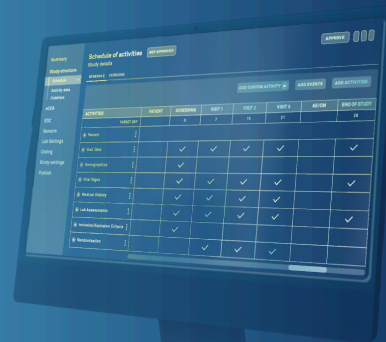 APPROVE
Summary
Study structure
Schedule
Activity data
Timeline
eCOA
EDC
Sensors
Lab Settings
Coding
Study settings
Publish
Schedule of activities NOT APPROVED
Study details
SCHEDULE VERSIONS
ADD CUSTOM ACTIVITY ADD EVENTS ADD ACTIVITIES
ACTIVITIES PATIENT SCREENING VISIT 1 VISIT 2 VISIT 3 AE/CM END OF STUDY
TARGET DAY 0 7 14 21 28
Patient
Visit Date
Demographics
Vital Signs
Medical History
Lab Assessments
Inclusion/Exclusion Criteria
Randomisation